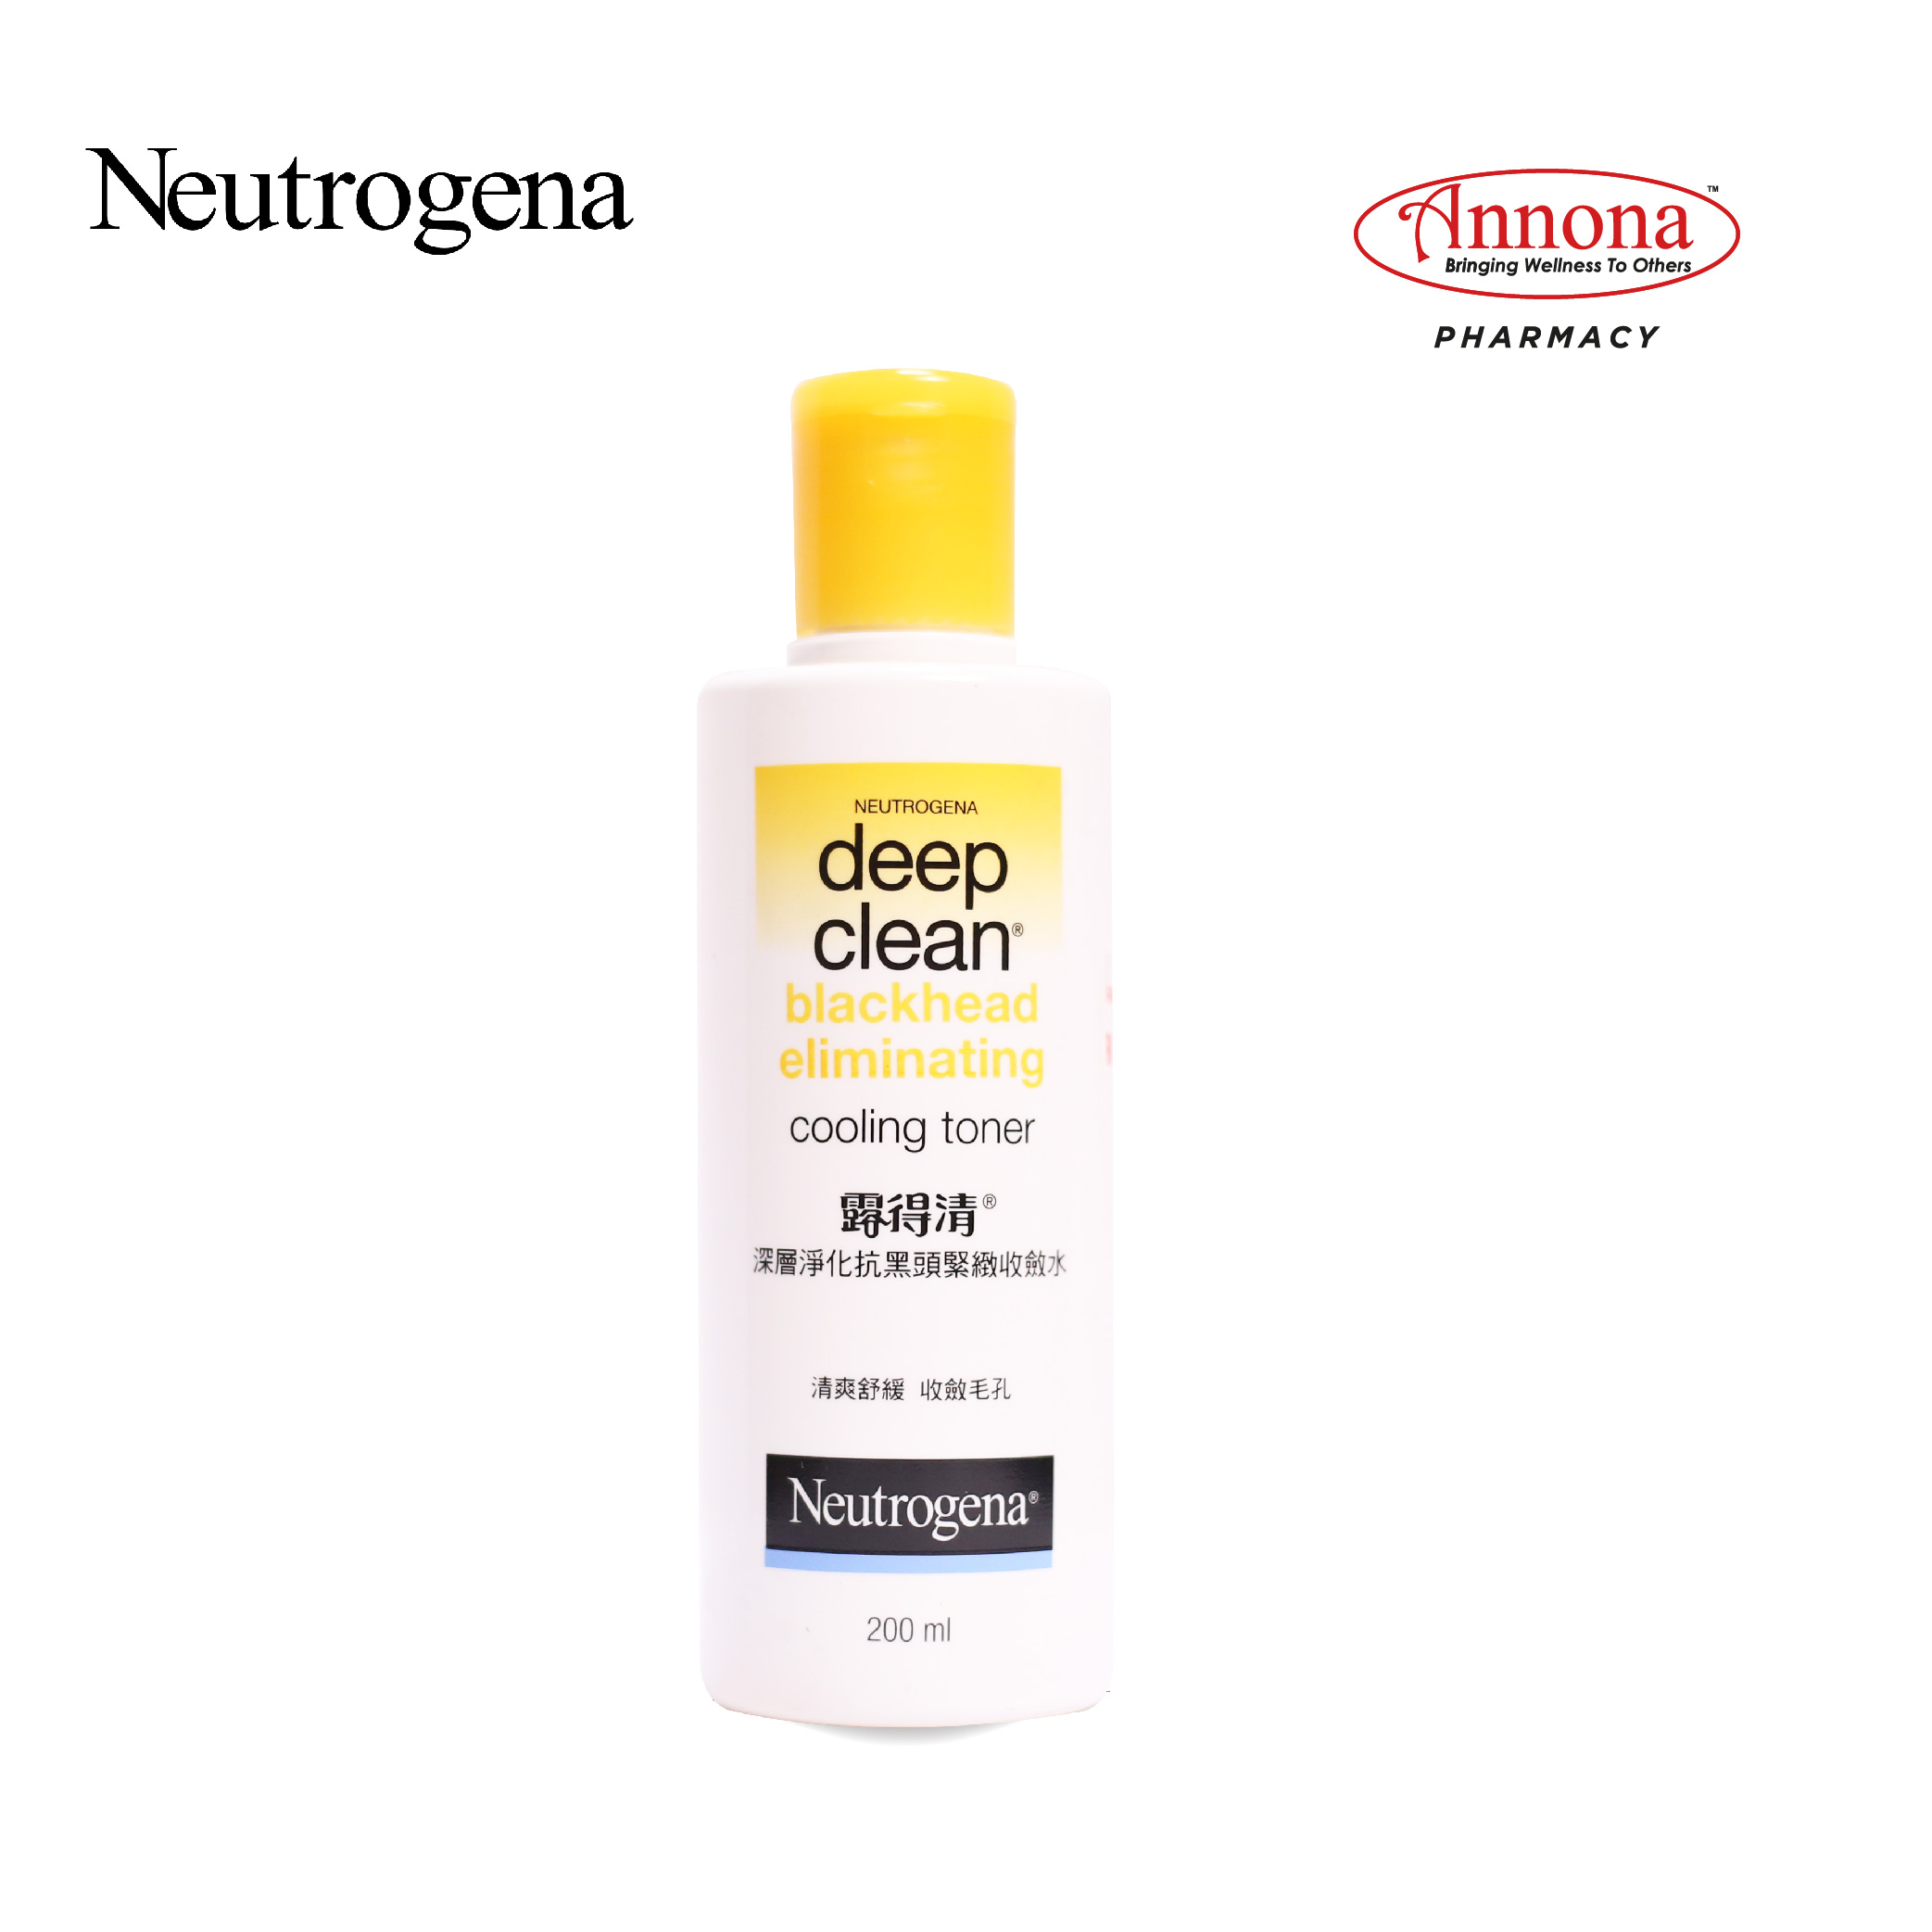 Neutrogena
Annona™
Bringing Wellness To Others
PHARMACY
NEUTROGENA
deep
clean®
blackhead
eliminating
cooling toner
露得清®
深層淨化抗黑頭緊緻收斂水
清爽舒緩 收斂毛孔
Neutrogena®
200 ml